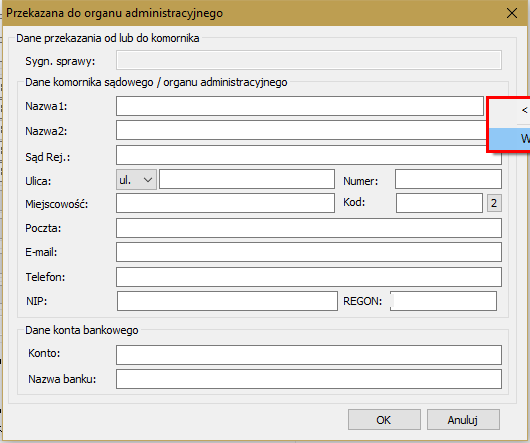 Przekazana do organu administracyjnego
Dane przekazania od lub do komornika
Sygn. sprawy:
Dane komornika sądowego / organu administracyjnego
Nazwa1:
<
Nazwa2:
W
Sąd Rej.:
Ulica: ul. Numer:
Miejscowość: Kod: 2
Poczta:
E-mail:
Telefon:
NIP: REGON:
Dane konta bankowego
Konto:
Nazwa banku:
OK Anuluj